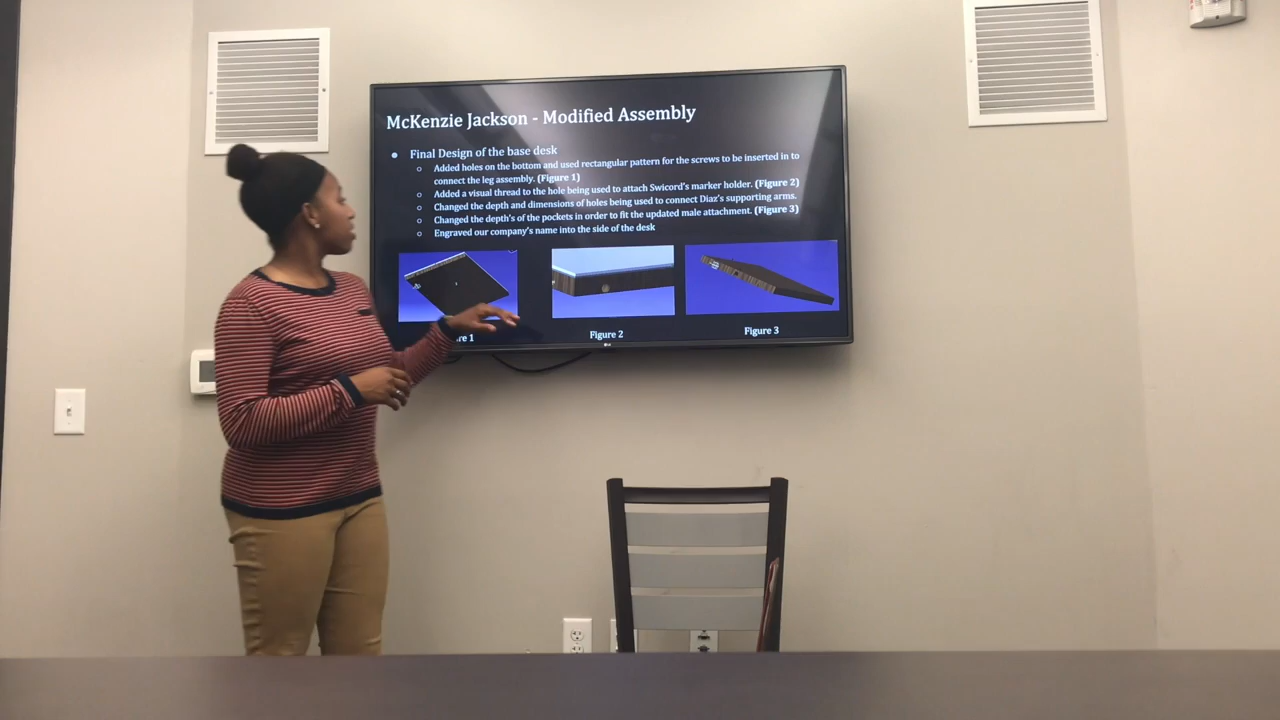 McKenzie Jackson - Modified Assembly
● Final Design of the base desk
○ Added holes on the bottom and used rectangular pattern for the screws to be inserted in to
connect the leg assembly. (Figure 1)
○ Added a visual thread to the hole being used to attach Swicord's marker holder. (Figure 2)
○ Changed the depth and dimensions of holes being used to connect Diaz's supporting arms.
○ Changed the depth's of the pockets in order to fit the updated male attachment. (Figure 3)
○ Engraved our company's name into the side of the desk
re 1
Figure 2
Figure 3
LG